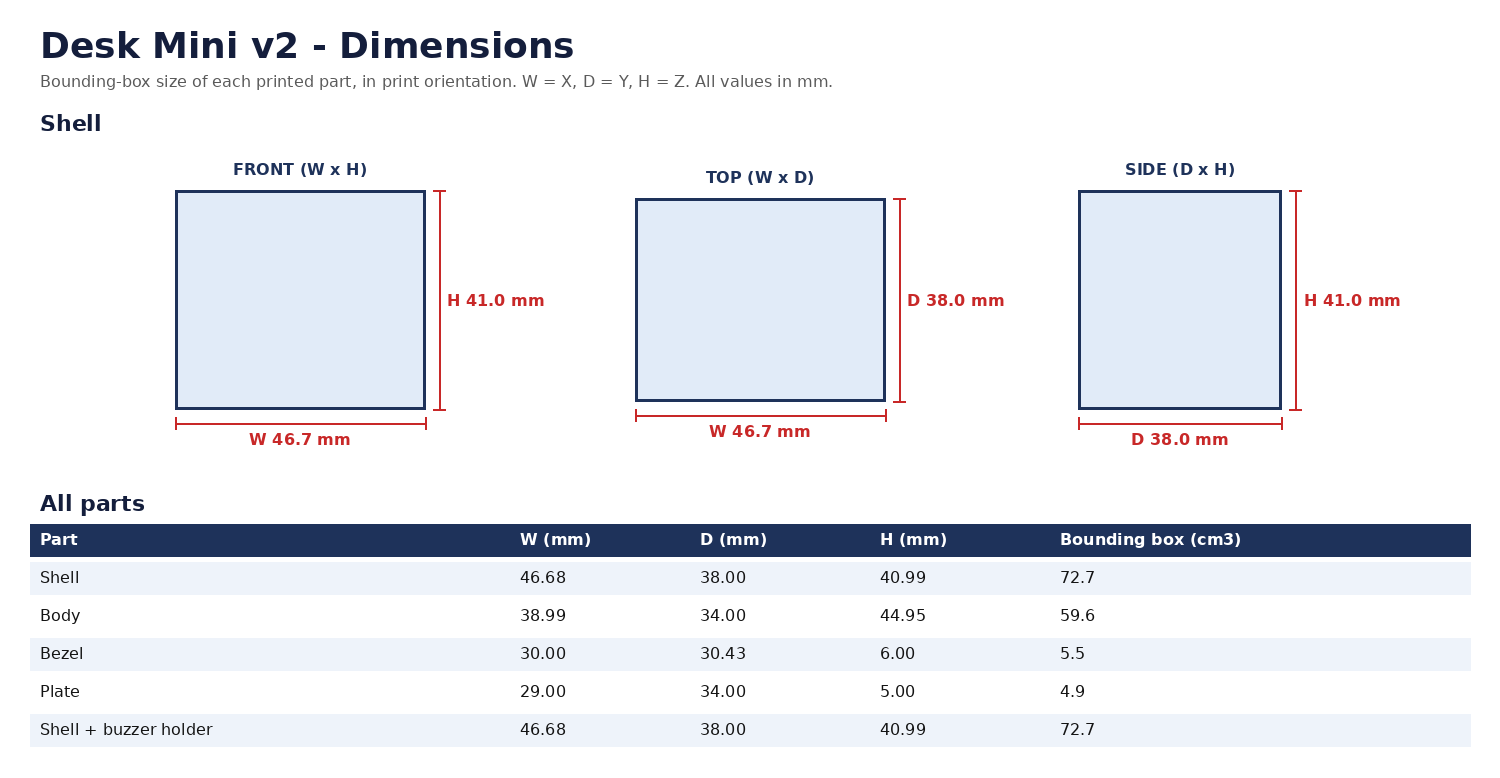 Desk Mini v2 - Dimensions
Bounding-box size of each printed part, in print orientation. W = X, D = Y, H = Z. All values in mm.
Shell
FRONT (W x H)
TOP (W x D)
SIDE (D x H)
H 41.0 mm
D 38.0 mm
H 41.0 mm
W 46.7 mm
W 46.7 mm
D 38.0 mm
All parts
Part W (mm) D (mm) H (mm) Bounding box (cm3)
Shell 46.68 38.00 40.99 72.7
Body 38.99 34.00 44.95 59.6
Bezel 30.00 30.43 6.00 5.5
Plate 29.00 34.00 5.00 4.9
Shell + buzzer holder 46.68 38.00 40.99 72.7